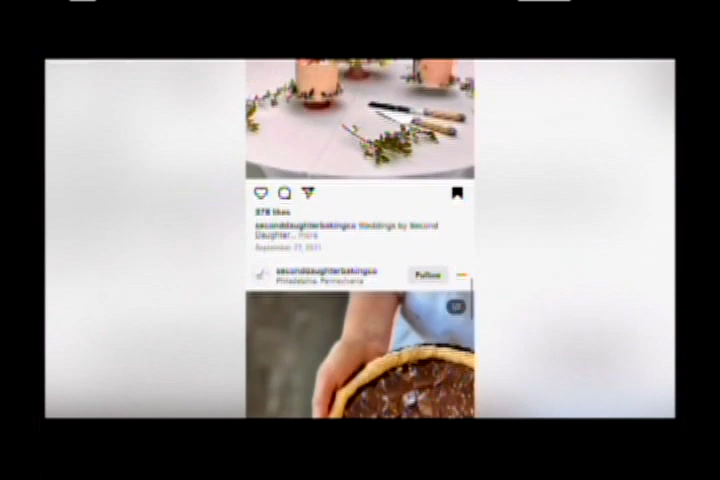 378 likes
seconddaughterbakingco Weddings by Second
Daughter... more
September 27, 2021
seconddaughterbakingco
Follow
Philadelphia, Pennsylvania